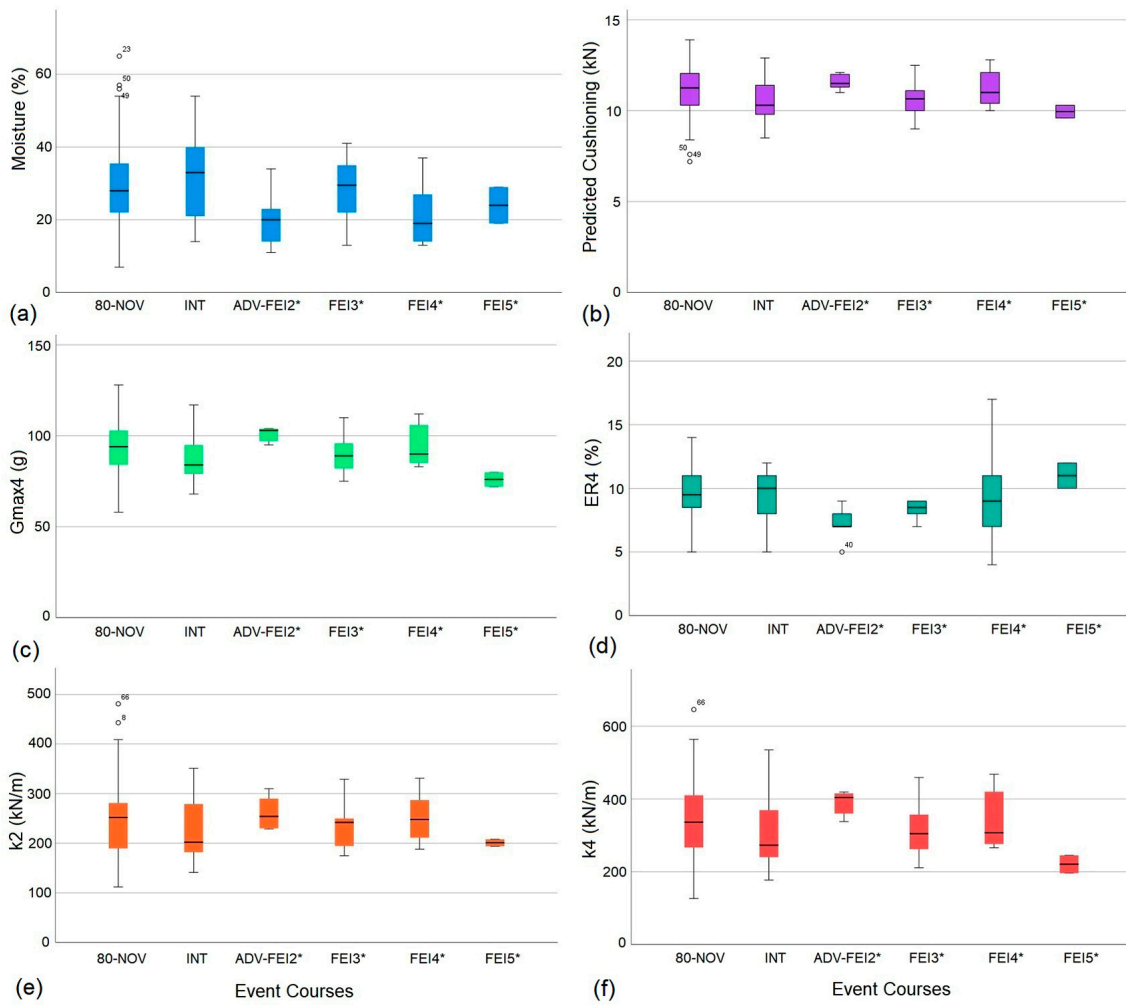 Moisture (%)
60
40
20
0
23
50
49
80-NOV INT ADV-FEI2* FEI3* FEI4* FEI5*
(a)
Predicted Cushioning (kN)
15
10
5
0
50 49
80-NOV INT ADV-FEI2* FEI3* FEI4* FEI5*
(b)
Gmax4 (g)
150
100
50
0
80-NOV INT ADV-FEI2* FEI3* FEI4* FEI5*
(c)
ER4 (%)
20
15
10
5
0
40
80-NOV INT ADV-FEI2* FEI3* FEI4* FEI5*
(d)
k2 (kN/m)
500
400
300
200
100
0
66
8
80-NOV INT ADV-FEI2* FEI3* FEI4* FEI5*
(e)
Event Courses
k4 (kN/m)
600
400
200
0
66
80-NOV INT ADV-FEI2* FEI3* FEI4* FEI5*
(f)
Event Courses